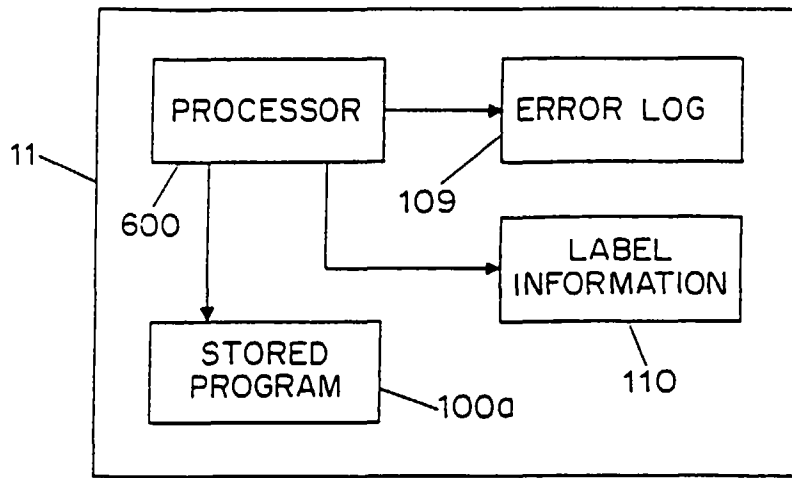 PROCESSOR
ERROR LOG
11
600
109
LABEL
INFORMATION
STORED
PROGRAM
110
100a